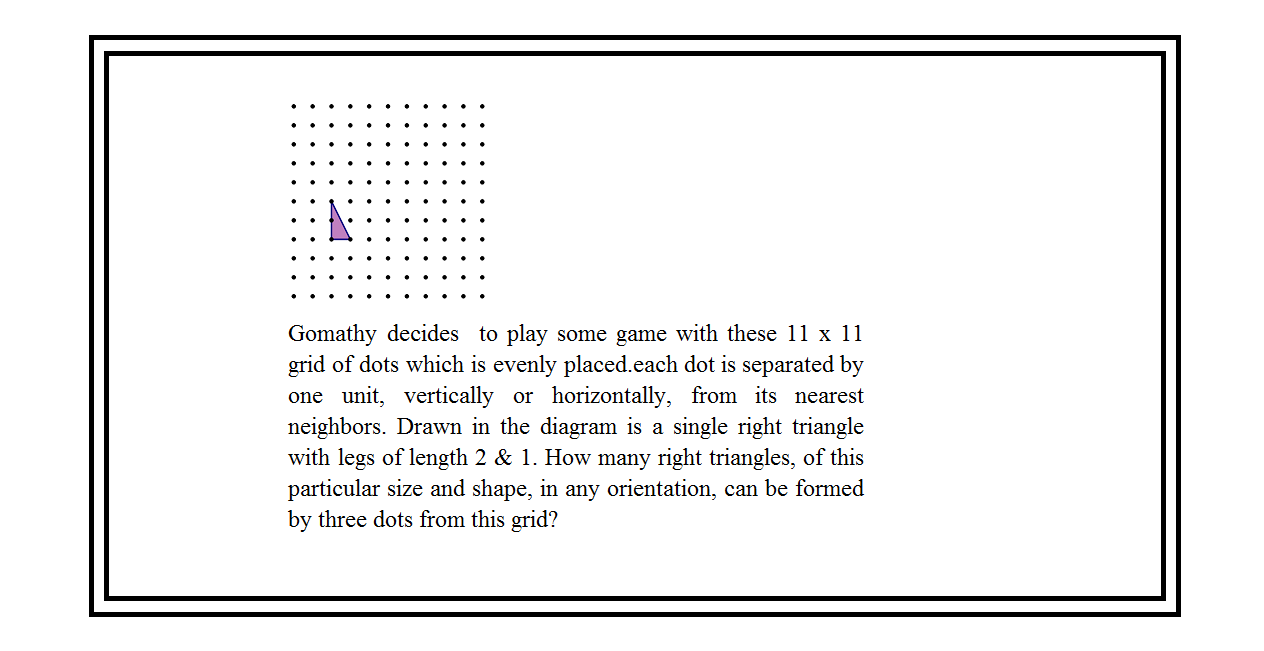 Gomathy decides to play some game with these 11 x 11
grid of dots which is evenly placed.each dot is separated by
one unit, vertically or horizontally, from its nearest
neighbors. Drawn in the diagram is a single right triangle
with legs of length 2 & 1. How many right triangles, of this
particular size and shape, in any orientation, can be formed
by three dots from this grid?